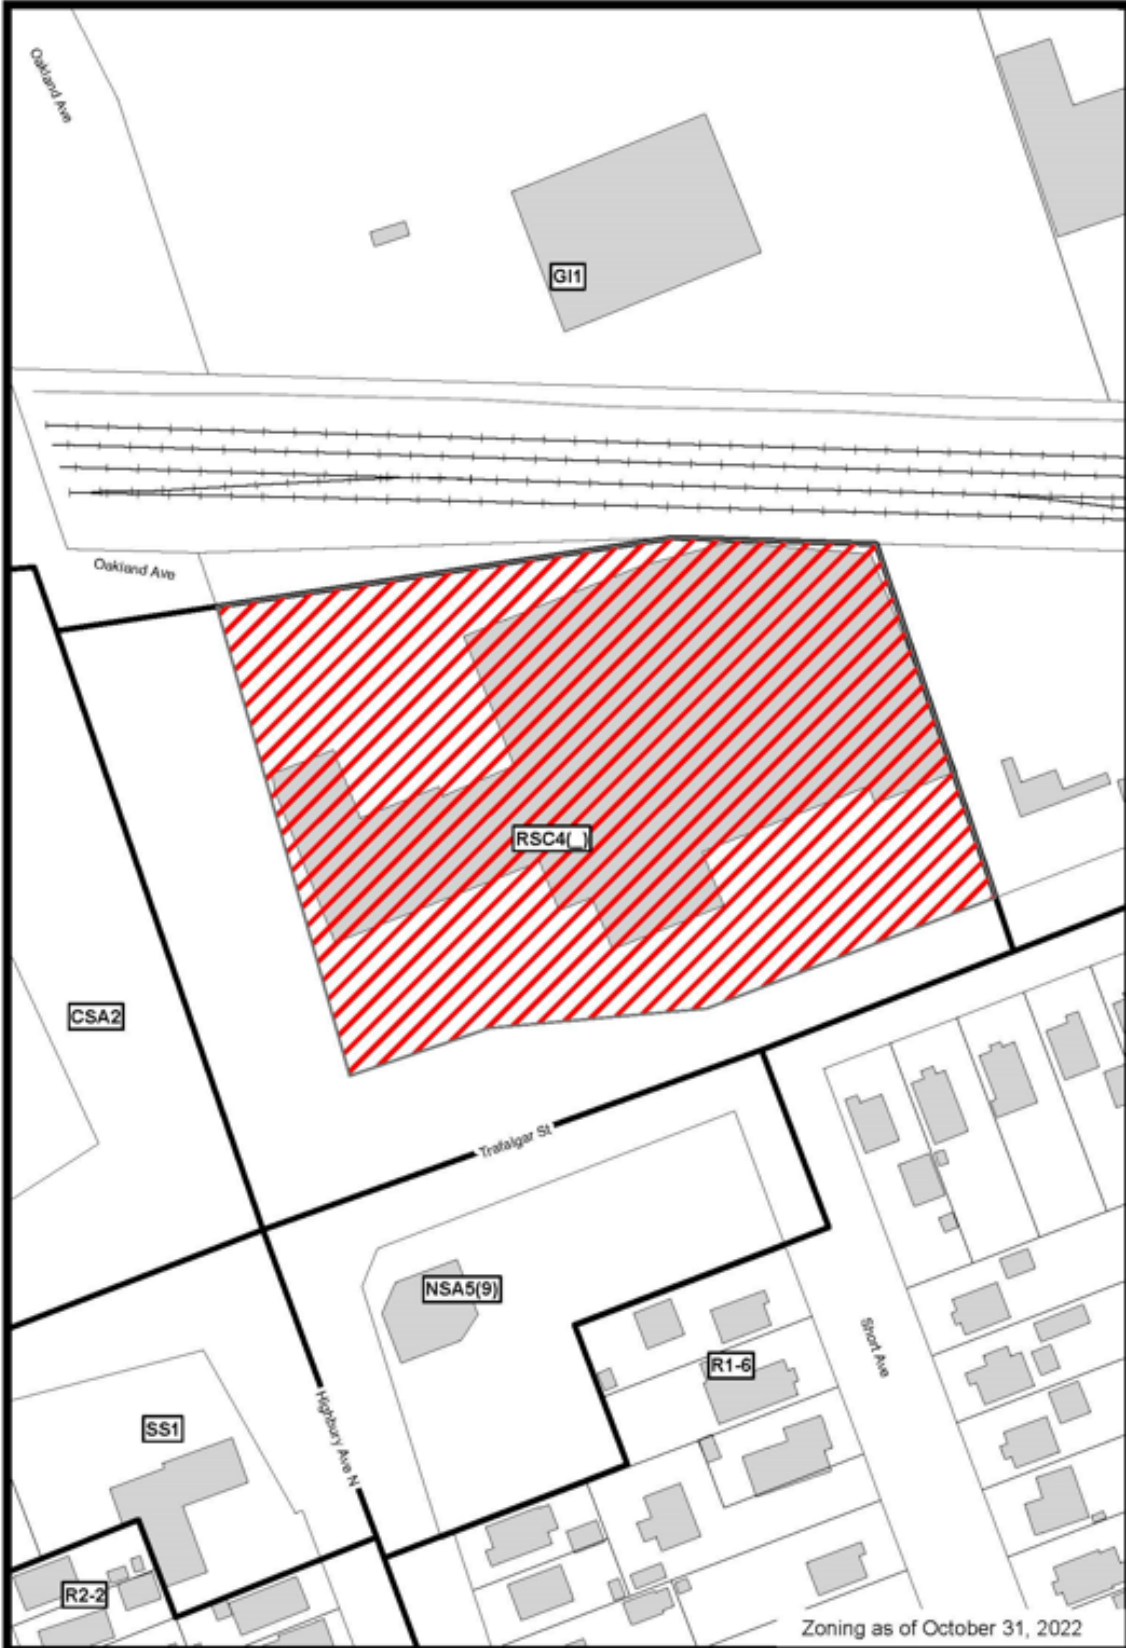 Oakland Ave
GI1
Oakland Ave
RSC4(_)
CSA2
Trafalgar St
NSA5(9)
Short Ave
R1-6
Highbury Ave N
SS1
R2-2
Zoning as of October 31, 2022